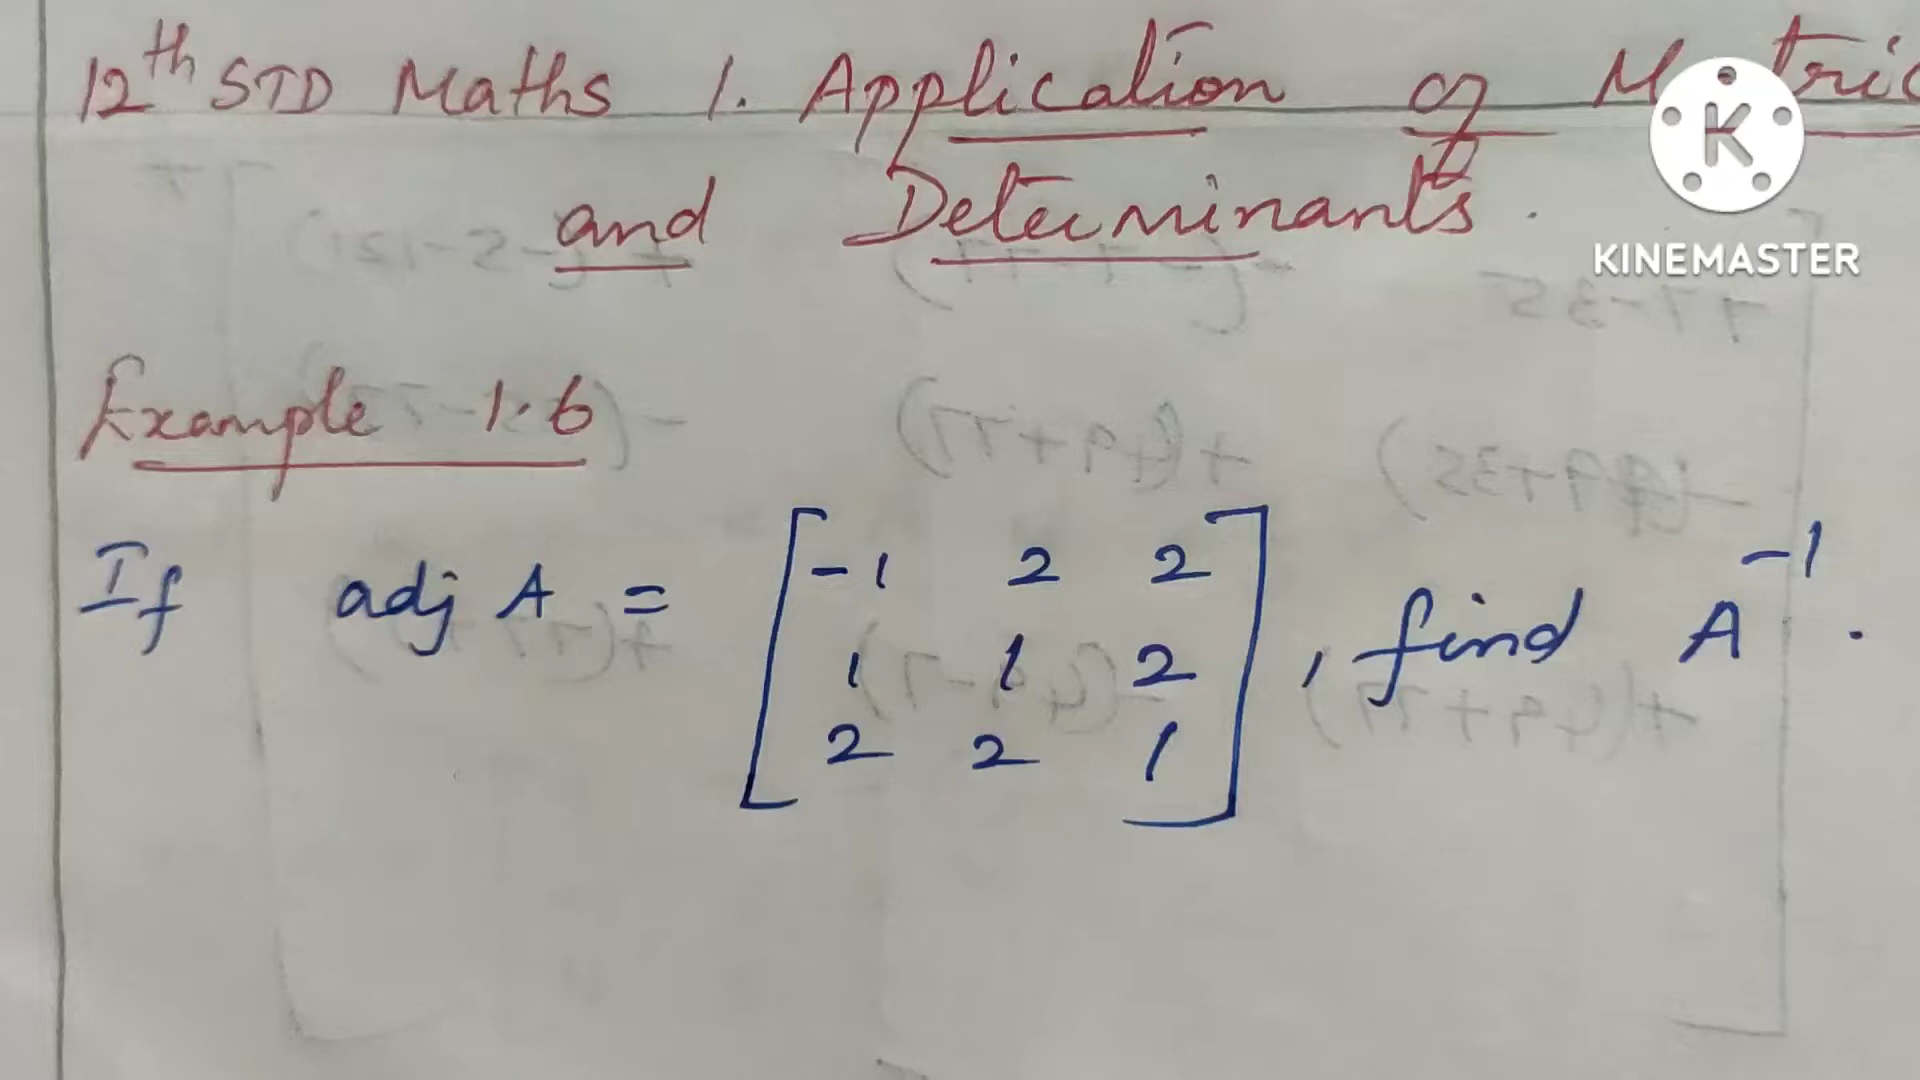 12th STD Maths 1. Application of Matric
and Determinants.
KINEMASTER
Example 1.6
If adj A = [-1 2 2
1 1 2
2 2 1], find A^-1.